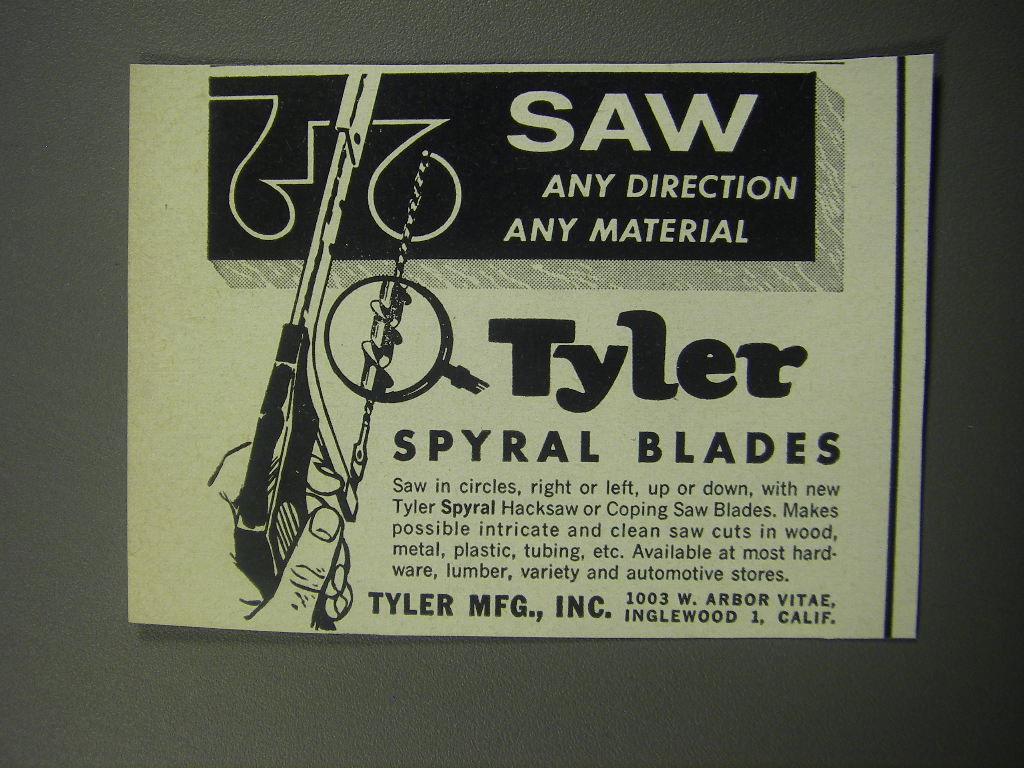 SAW
ANY DIRECTION
ANY MATERIAL
Tyler
SPYRAL BLADES
Saw in circles, right or left, up or down, with new
Tyler Spyral Hacksaw or Coping Saw Blades. Makes
possible intricate and clean saw cuts in wood,
metal, plastic, tubing, etc. Available at most hard-
ware, lumber, variety and automotive stores.
TYLER MFG., INC. 1003 W. ARBOR VITAE,
INGLEWOOD 1, CALIF.